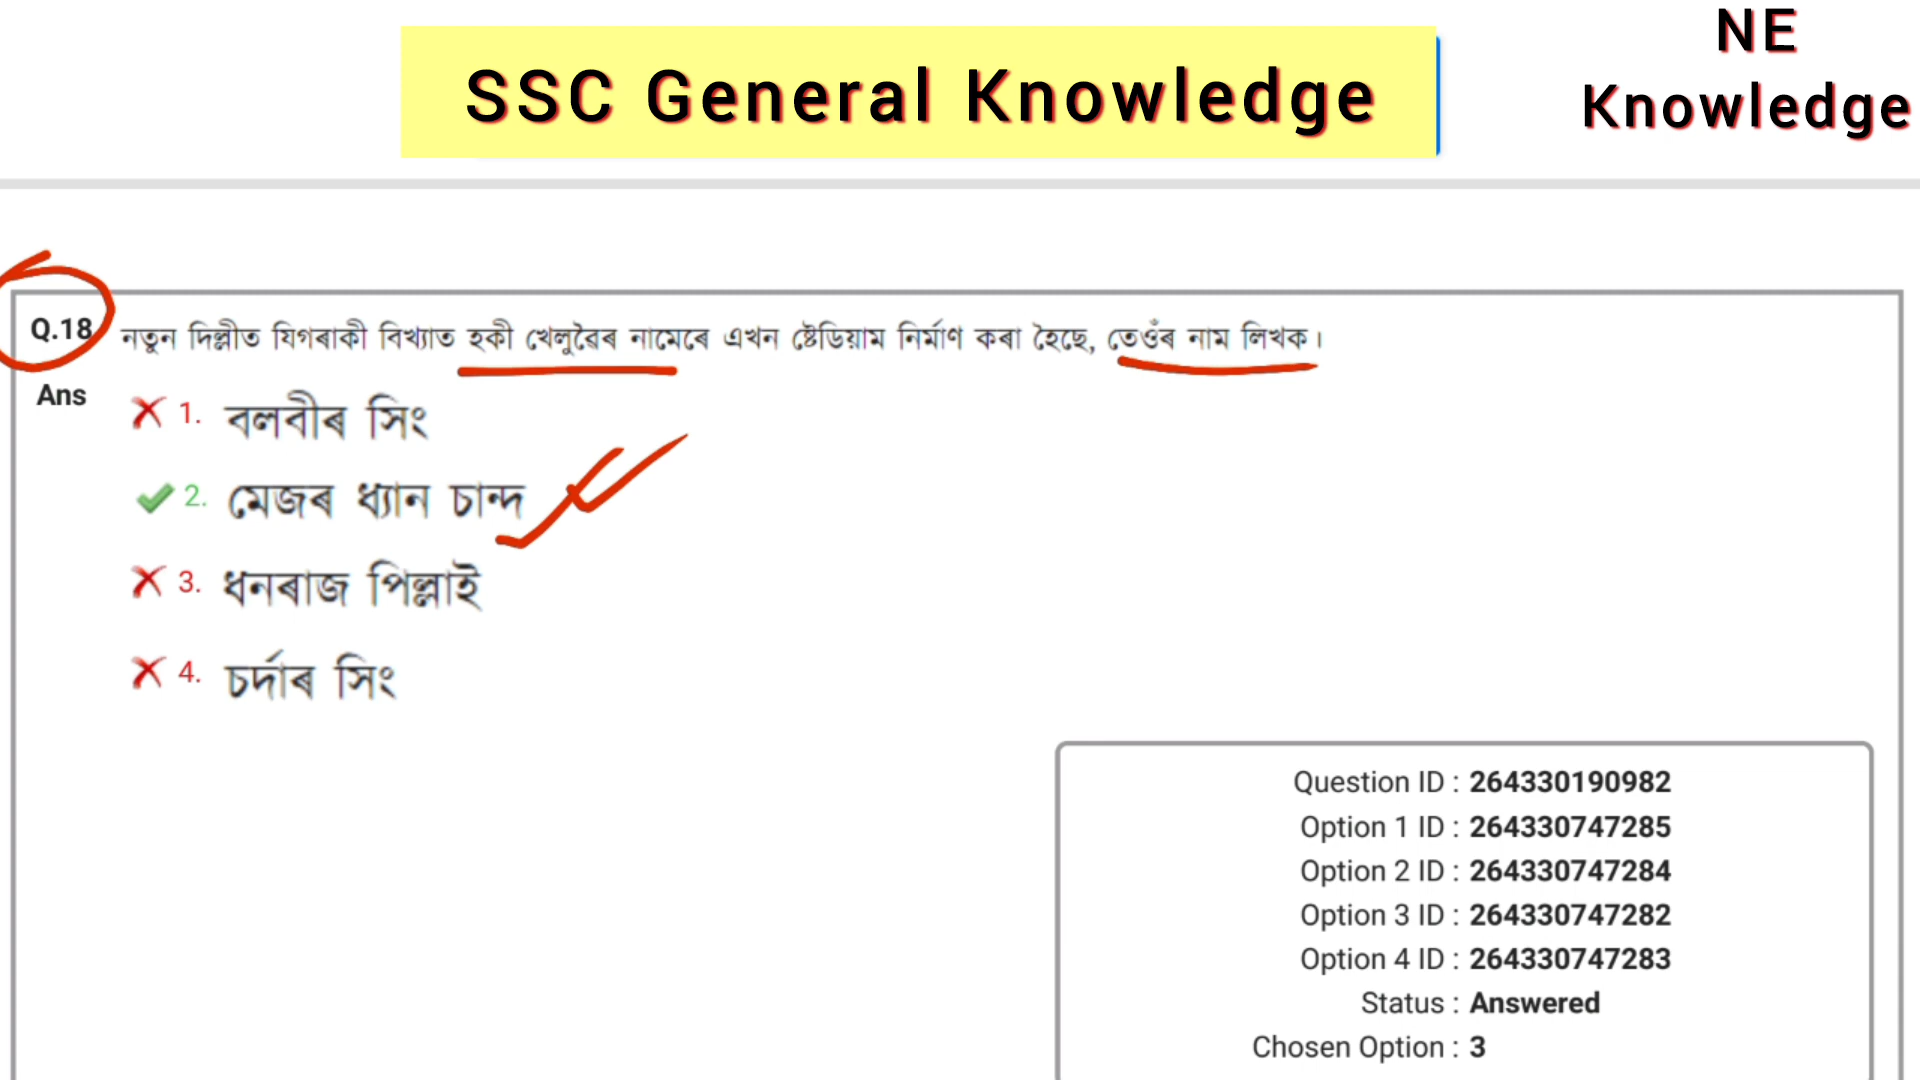 SSC General Knowledge
NE
Knowledge
Q.18 নতুন দিল্লীত যিগৰাকী বিখ্যাত হকী খেলুৱৈৰ নামেৰে এখন ষ্টেডিয়াম নিৰ্মাণ কৰা হৈছে, তেওঁৰ নাম লিখক।
Ans
1. বলবীৰ সিং
2. মেজৰ ধ্যান চান্দ
3. ধনৰাজ পিল্লাই
4. চৰ্দাৰ সিং
Question ID : 264330190982
Option 1 ID : 264330747285
Option 2 ID : 264330747284
Option 3 ID : 264330747282
Option 4 ID : 264330747283
Status : Answered
Chosen Option : 3